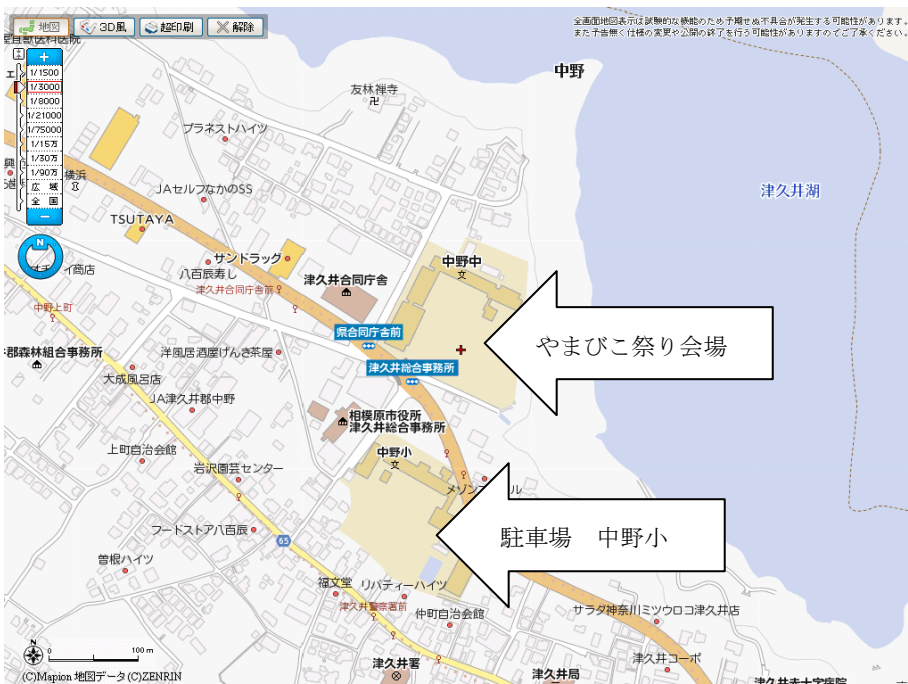 地図
3D風
超印刷
解除
全画面地図表示は試験的な機能のため予期せぬ不具合が発生する可能性があります。
また予告無く仕様の変更や公開の終了を行う可能性がありますのでご了承ください。
+
1/1500
1/3000
1/8000
1/21000
1/75000
1/15万
1/30万
1/90万
広域
全国
−
N
中野
友林禅寺
プラネストハイツ
津久井湖
横浜
JAセルフなかのSS
TSUTAYA
サンドラッグ
八百辰寿し
津久井合同庁舎前
津久井合同庁舎
中野中
文
県合同庁舎前
津久井総合事務所
やまびこ祭り会場
中野上町
郡森林組合事務所
洋風居酒屋げんき茶屋
大成風呂店
JA津久井郡中野
相模原市役所
津久井総合事務所
上町自治会館
中野小
文
岩沢園芸センター
駐車場 中野小
フードストア八百辰
65
曽根ハイツ
福文堂
リバティーハイツ
津久井警察署前
仲町自治会館
サラダ神奈川ミツウロコ津久井店
津久井署
津久井コーポ
津久井局
津久井赤十字病院
N
0
100 m
(C)Mapion 地図データ(C)ZENRIN